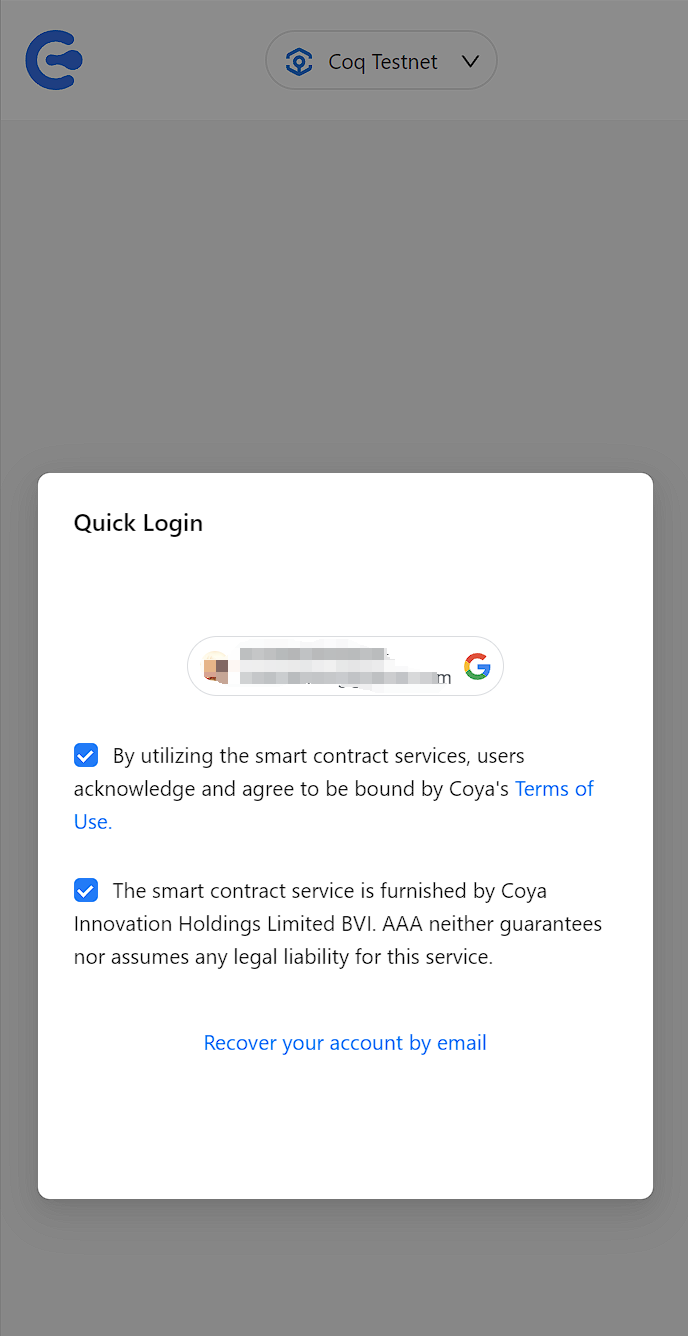 Coq Testnet
Quick Login
m
By utilizing the smart contract services, users
acknowledge and agree to be bound by Coya's Terms of
Use.
The smart contract service is furnished by Coya
Innovation Holdings Limited BVI. AAA neither guarantees
nor assumes any legal liability for this service.
Recover your account by email